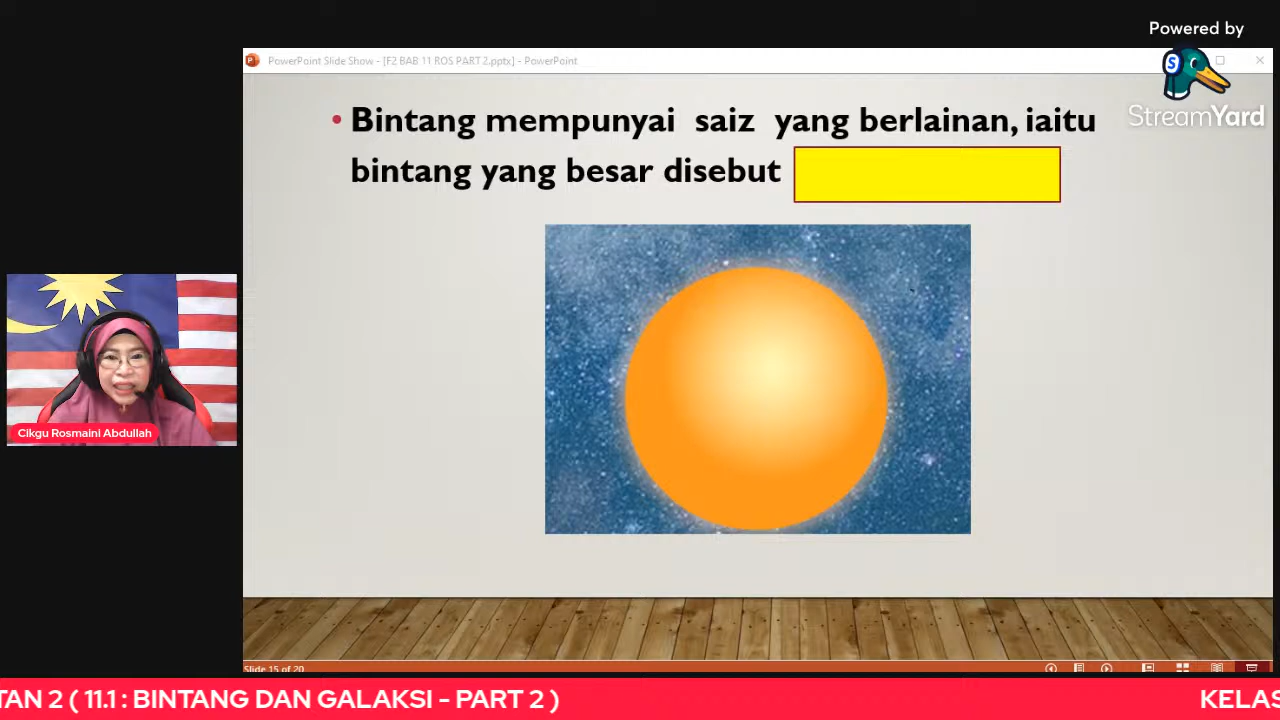 Powered by
StreamYard
PowerPoint Slide Show - [F2 BAB 11 ROS PART 2.pptx] - PowerPoint
• Bintang mempunyai saiz yang berlainan, iaitu
bintang yang besar disebut
Cikgu Rosmaini Abdullah
Slide 15 of 20
TAN 2 ( 11.1 : BINTANG DAN GALAKSI - PART 2 )
KELAS